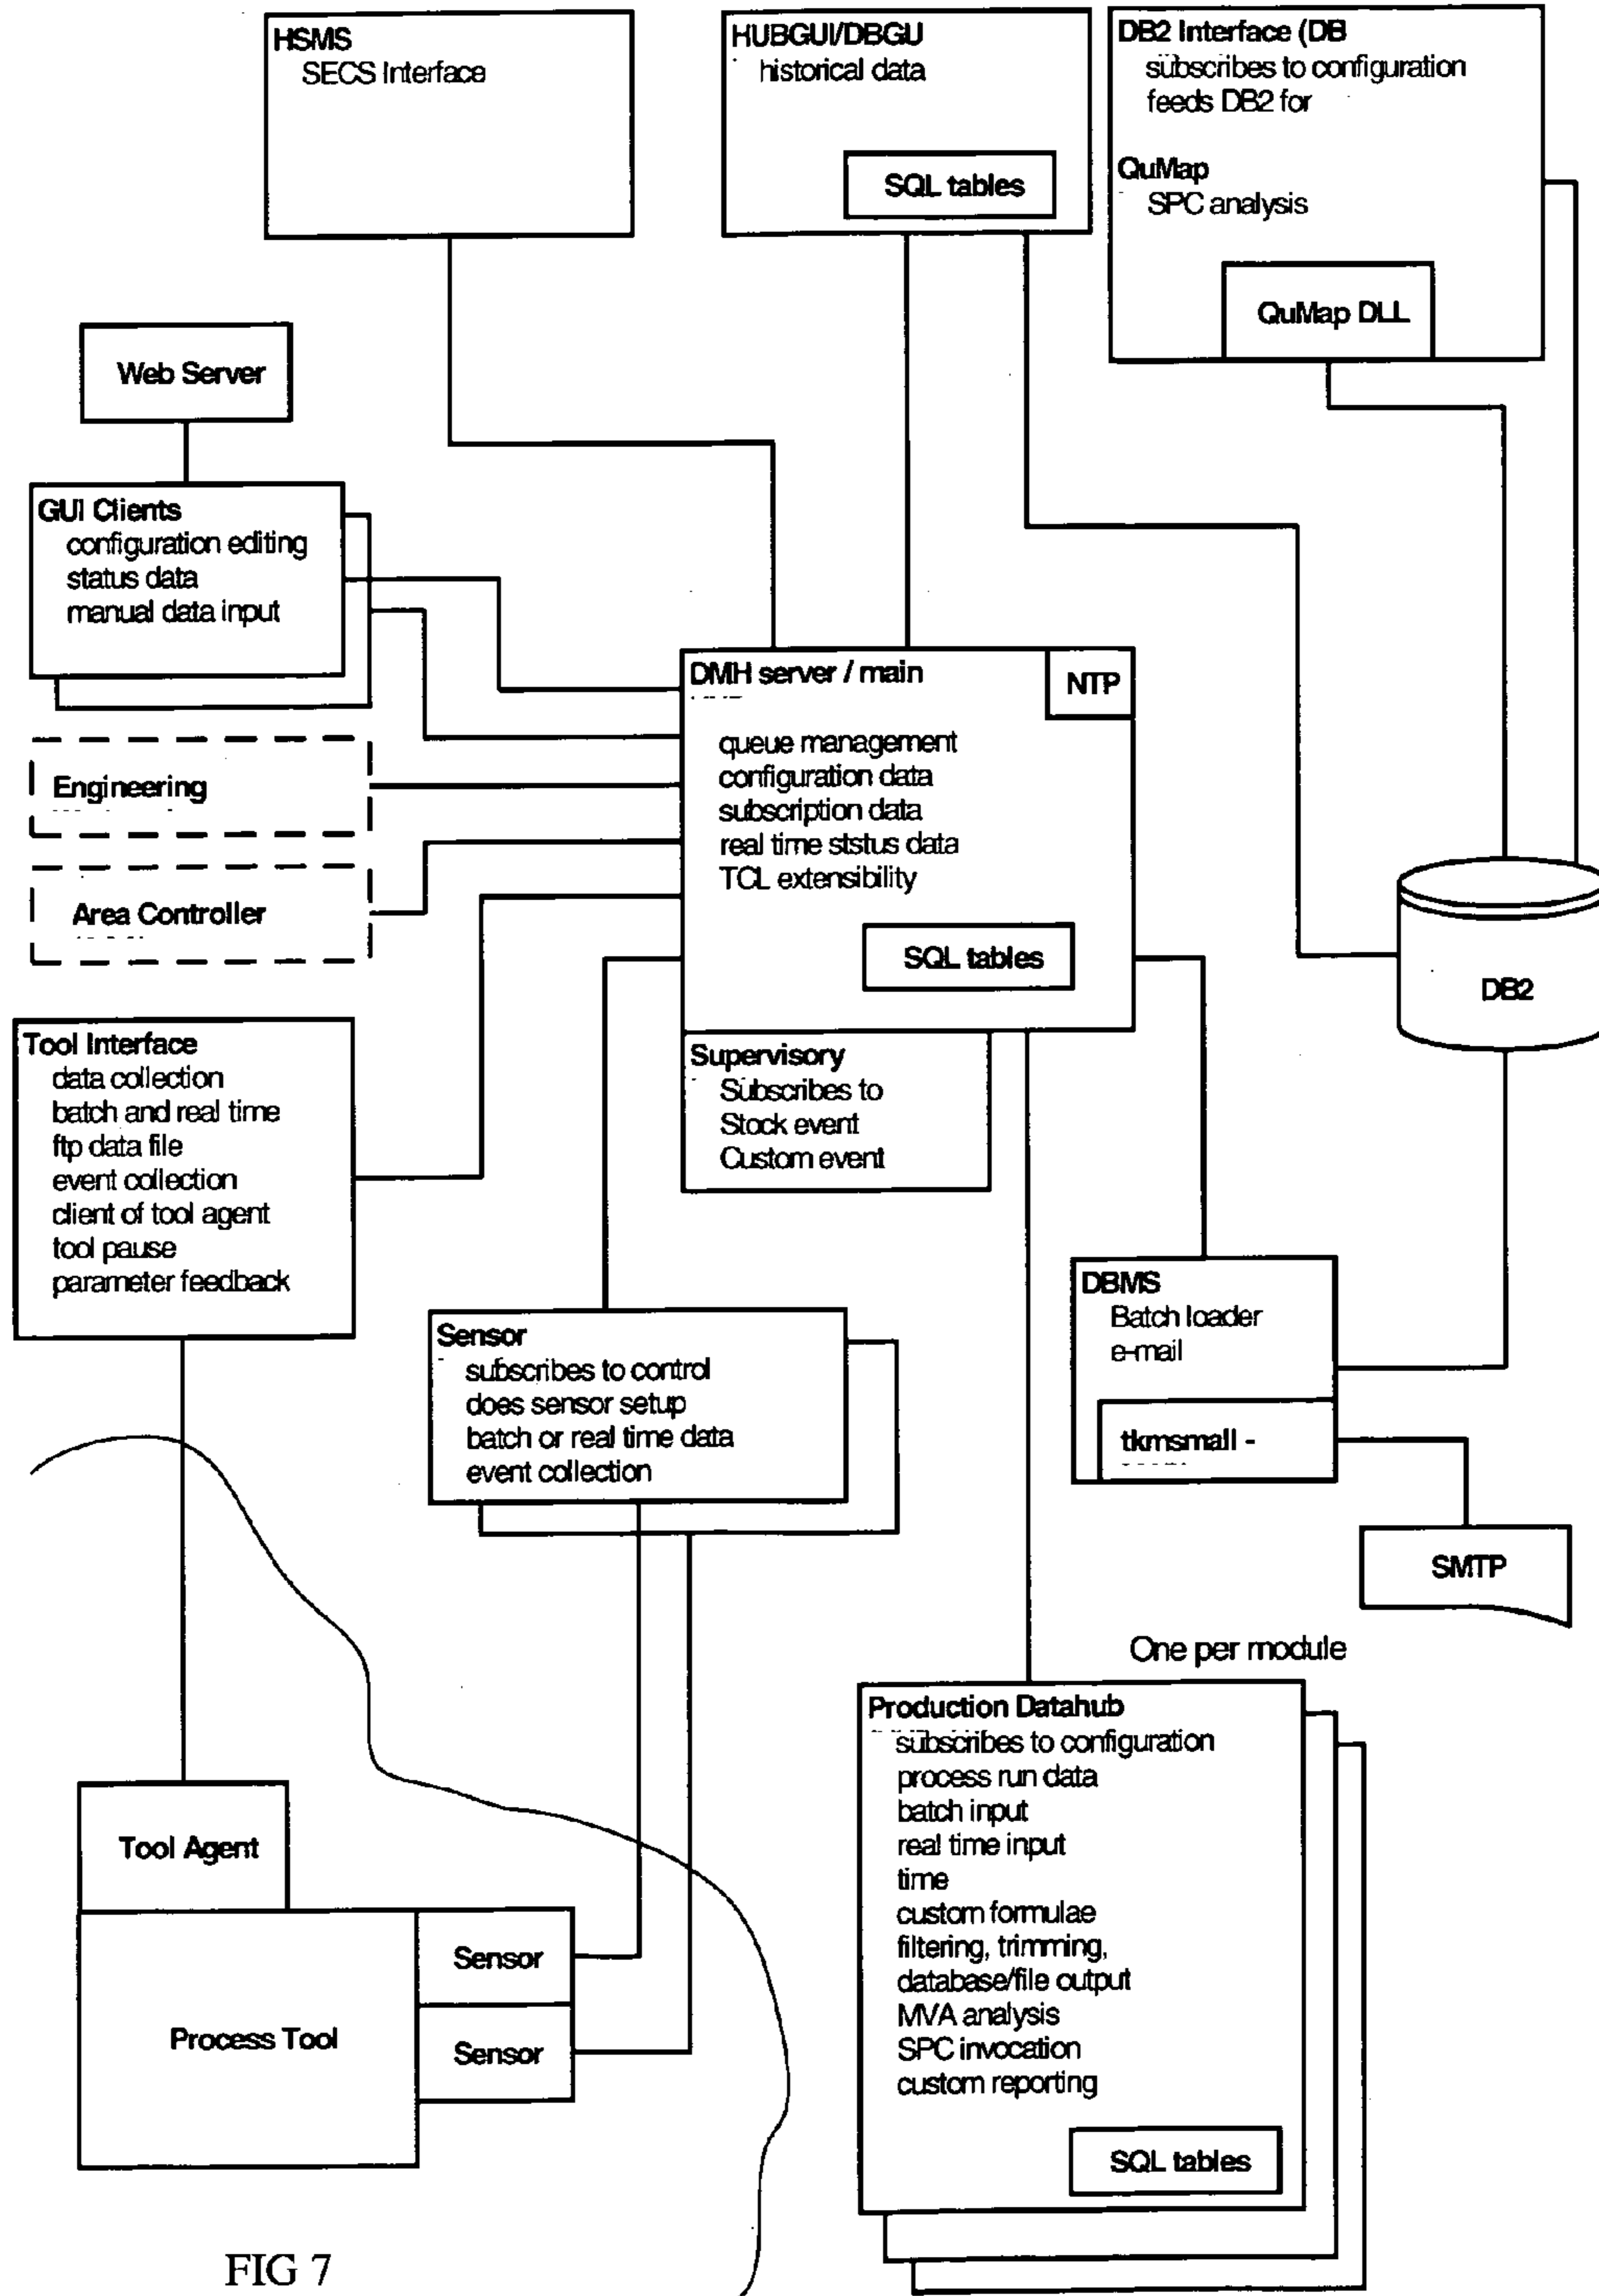 HSMS
SECS Interface
HUBGUI/DBGU
historical data
SQL tables
DB2 Interface (DB
subscribes to configuration
feeds DB2 for
QuMap
SPC analysis
QuMap DLL
Web Server
GUI Clients
configuration editing
status data
manual data input
DMH server / main
NTP
queue management
configuration data
subscription data
real time ststus data
TCL extensibility
SQL tables
Engineering
Area Controller
DB2
Tool Interface
data collection
batch and real time
ftp data file
event collection
client of tool agent
tool pause
parameter feedback
Supervisory
Subscribes to
Stock event
Custom event
DBMS
Batch loader
e-mail
tkmsmall -
Sensor
subscribes to control
does sensor setup
batch or real time data
event collection
SMTP
One per module
Production Datahub
subscribes to configuration
process run data
batch input
real time input
time
custom formulae
filtering, trimming,
database/file output
MVA analysis
SPC invocation
custom reporting
SQL tables
Tool Agent
Sensor
Process Tool
Sensor
FIG 7